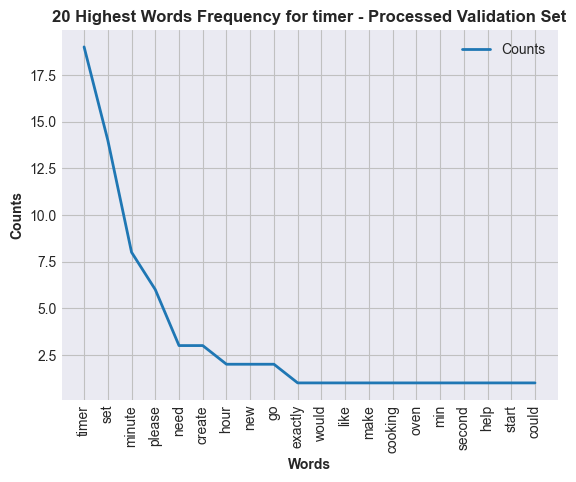 20 Highest Words Frequency for timer - Processed Validation Set
Counts
17.5
15.0
12.5
10.0
7.5
5.0
2.5
Counts
timer
set
minute
please
need
create
hour
new
go
exactly
would
like
make
cooking
oven
min
second
help
start
could
Words